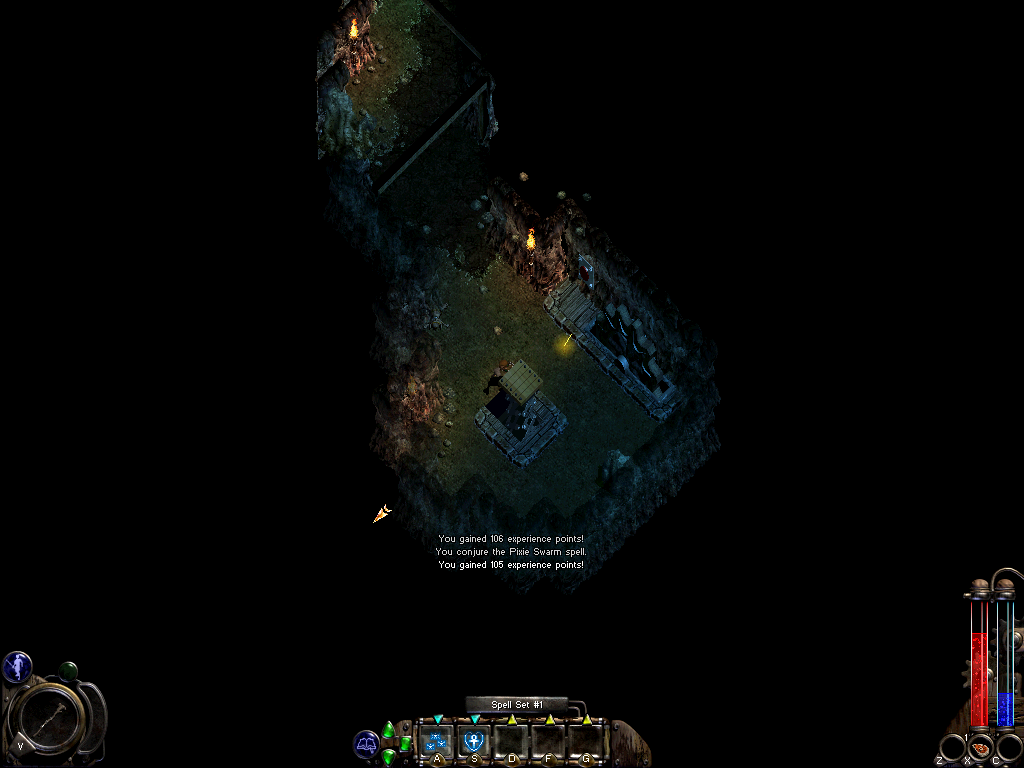 You gained 106 experience points!
You conjure the Pixie Swarm spell.
You gained 105 experience points!
Spell Set #1
V
A S D F G
1
Z X C